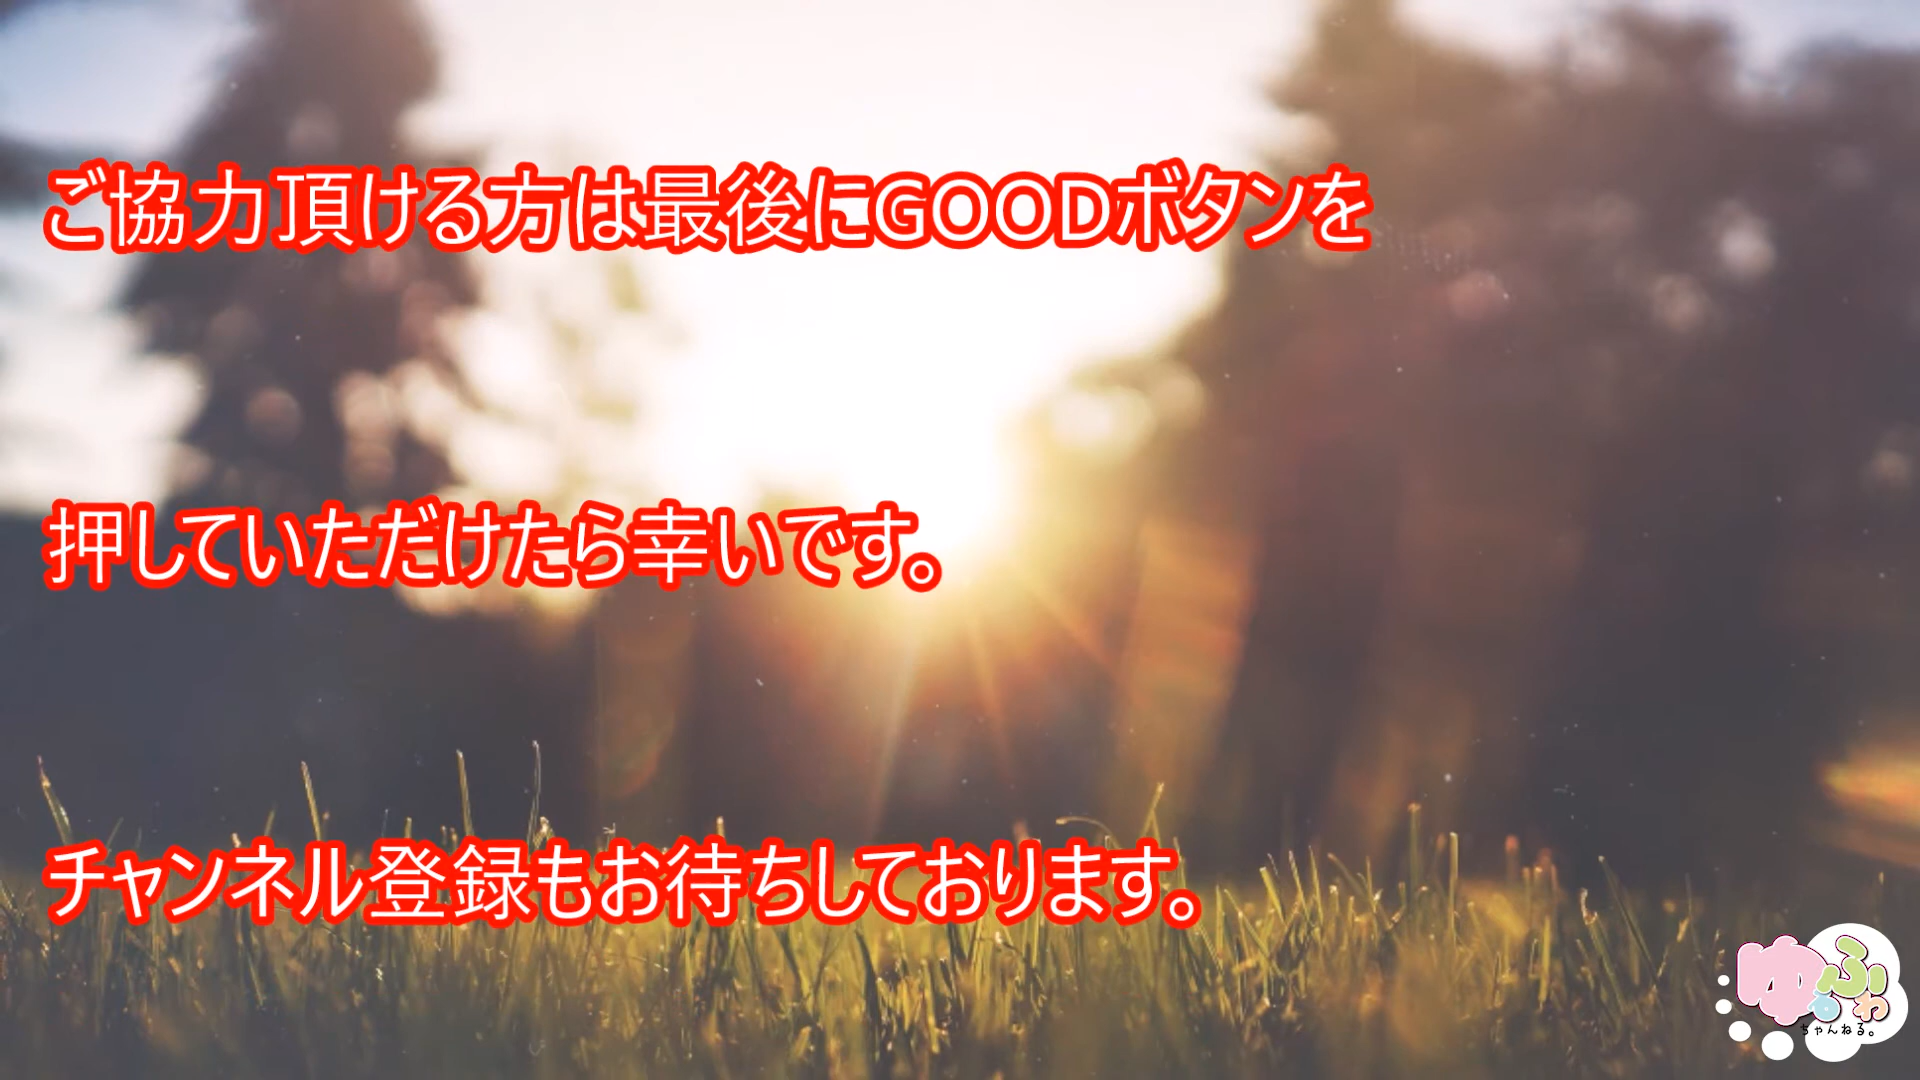 ご協力頂ける方は最後にGOODボタンを
押していただけたら幸いです。
チャンネル登録もお待ちしております。
ゆるふわ
ちゃんねる。